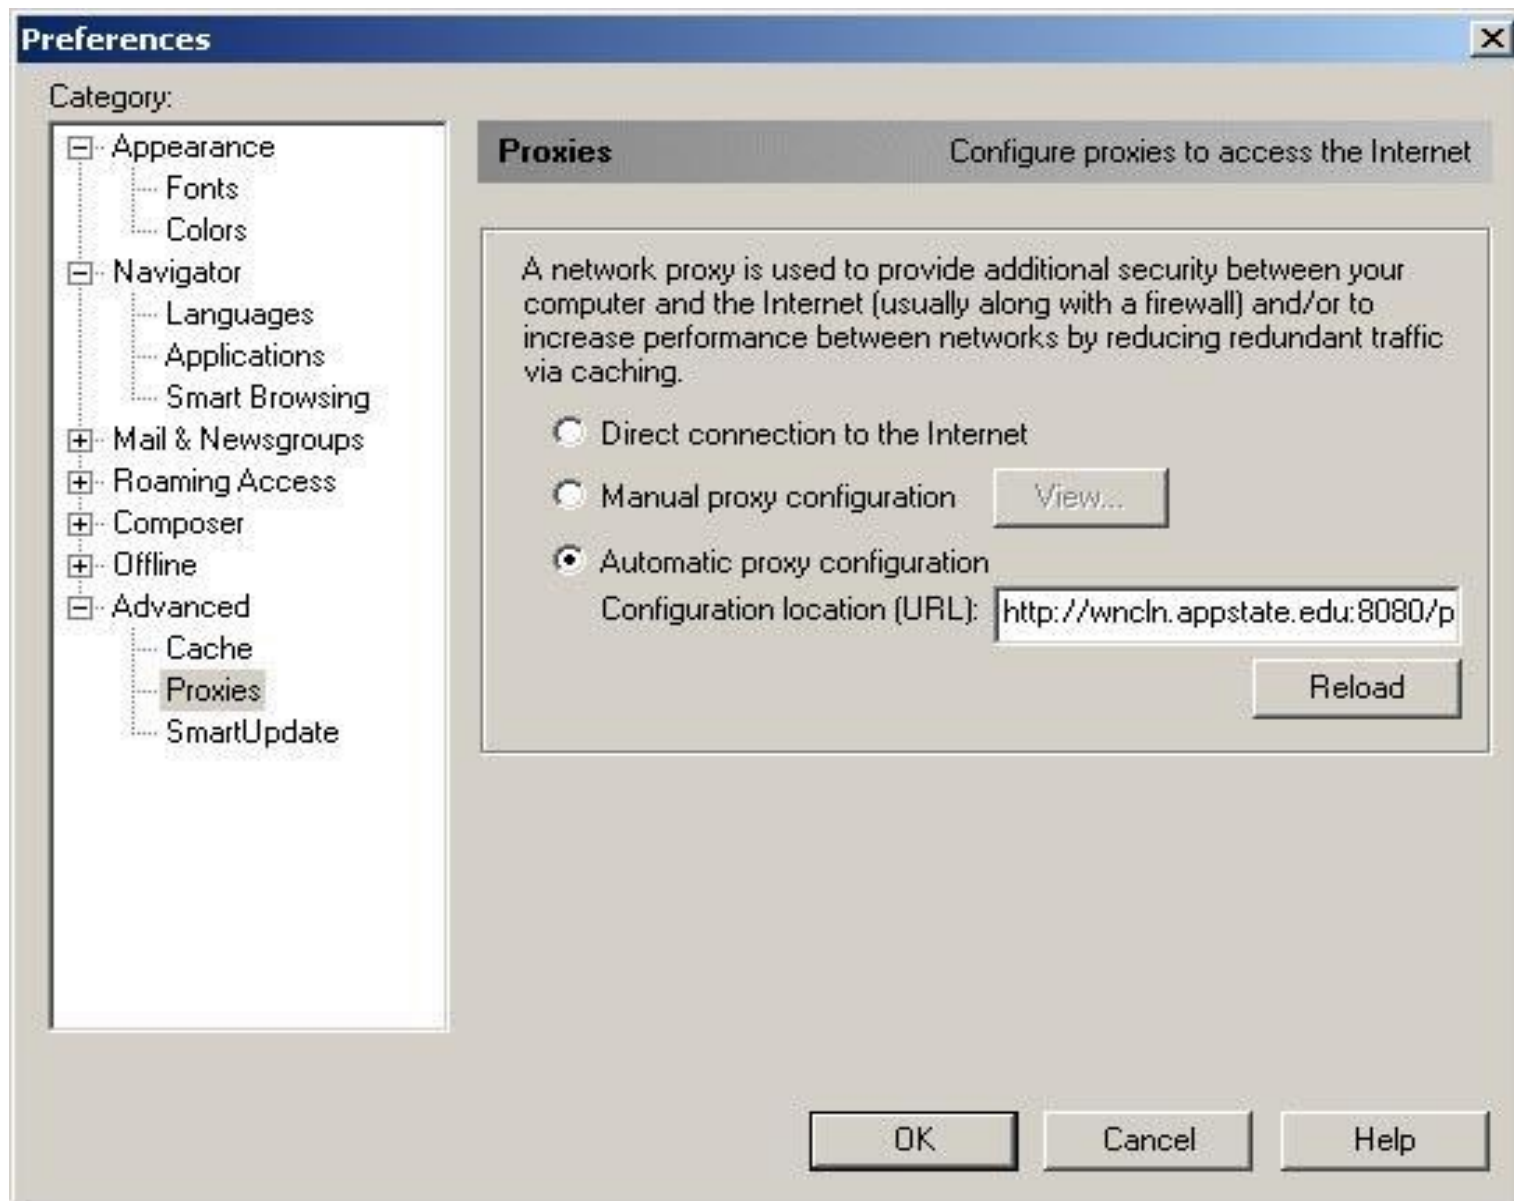 Preferences
Category:
Appearance
Fonts
Colors
Navigator
Languages
Applications
Smart Browsing
Mail & Newsgroups
Roaming Access
Composer
Offline
Advanced
Cache
Proxies
SmartUpdate
Proxies Configure proxies to access the Internet
A network proxy is used to provide additional security between your
computer and the Internet (usually along with a firewall) and/or to
increase performance between networks by reducing redundant traffic
via caching.
Direct connection to the Internet
Manual proxy configuration View...
Automatic proxy configuration
Configuration location (URL): http://wncln.appstate.edu:8080/p
Reload
OK Cancel Help